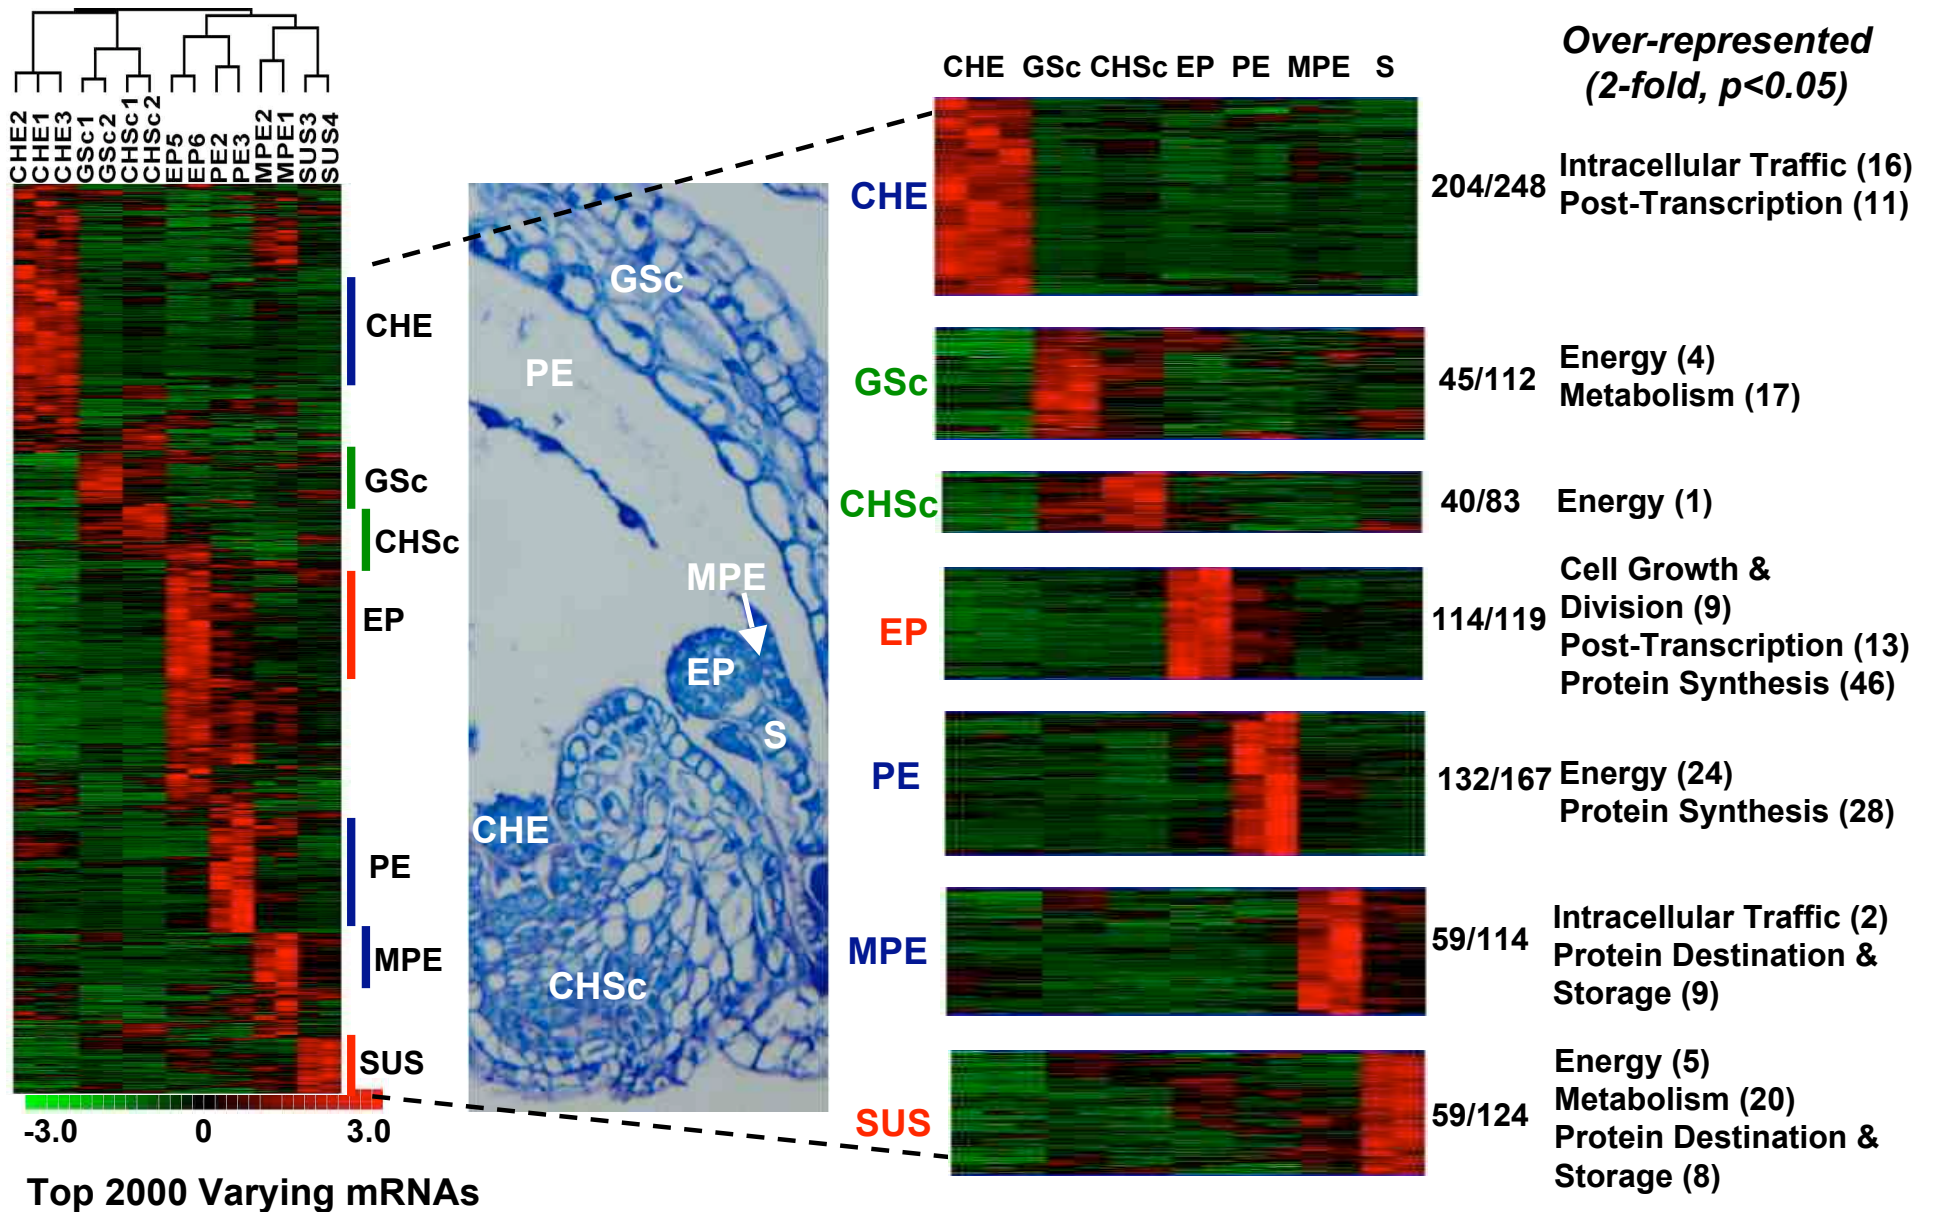 CHE2
CHE1
CHE3
GSc1
GSc2
CHSc1
CHSc2
EP5
EP6
PE2
PE3
MPE2
MPE1
SUS3
SUS4
CHE
GSc
CHSc
EP
PE
MPE
SUS
-3.0 0 3.0
Top 2000 Varying mRNAs
GSc
PE
MPE
EP
S
CHE
CHSc
CHE GSc CHSc EP PE MPE S
Over-represented
(2-fold, p<0.05)
CHE
204/248
Intracellular Traffic (16)
Post-Transcription (11)
GSc
45/112
Energy (4)
Metabolism (17)
CHSc
40/83
Energy (1)
EP
114/119
Cell Growth &
Division (9)
Post-Transcription (13)
Protein Synthesis (46)
PE
132/167
Energy (24)
Protein Synthesis (28)
MPE
59/114
Intracellular Traffic (2)
Protein Destination &
Storage (9)
SUS
59/124
Energy (5)
Metabolism (20)
Protein Destination &
Storage (8)